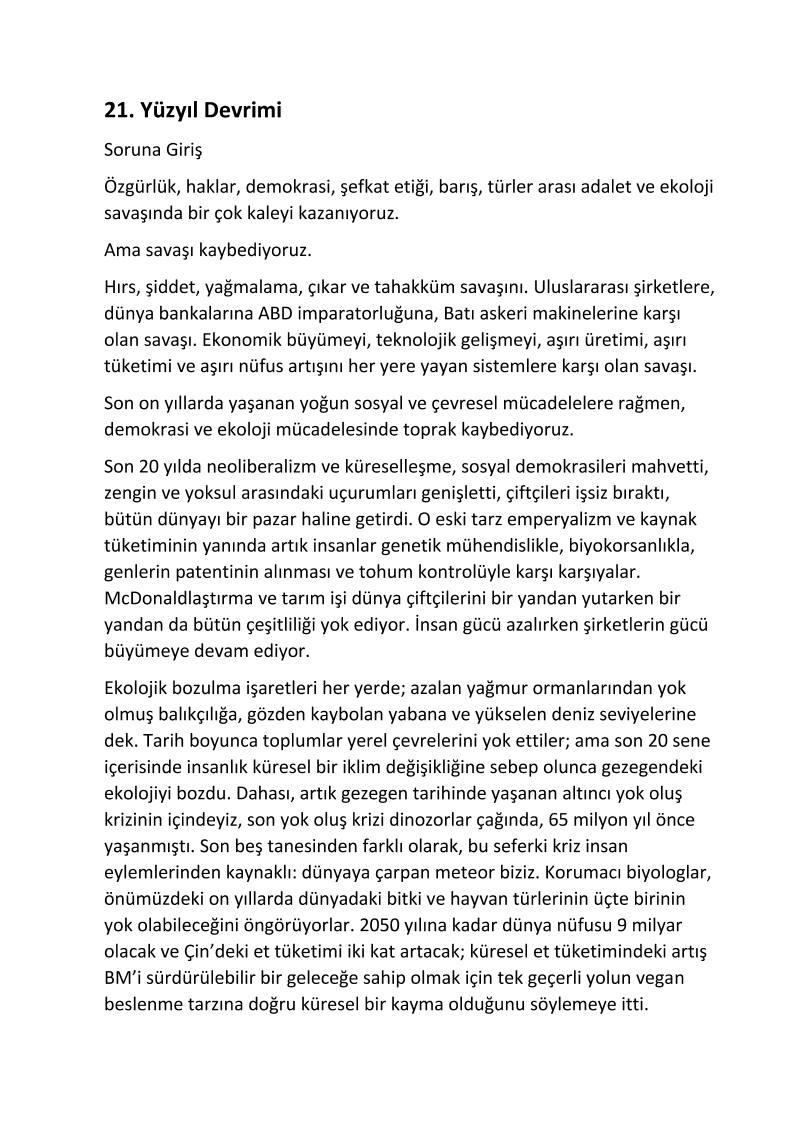 21. Yüzyıl Devrimi
Soruna Giriş
Özgürlük, haklar, demokrasi, şefkat etiği, barış, türler arası adalet ve ekoloji
savaşında bir çok kaleyi kazanıyoruz.
Ama savaşı kaybediyoruz.
Hırs, şiddet, yağmalama, çıkar ve tahakküm savaşını. Uluslararası şirketlere,
dünya bankalarına ABD imparatorluğuna, Batı askeri makinelerine karşı
olan savaşı. Ekonomik büyümeyi, teknolojik gelişmeyi, aşırı üretimi, aşırı
tüketimi ve aşırı nüfus artışını her yere yayan sistemlere karşı olan savaşı.
Son on yıllarda yaşanan yoğun sosyal ve çevresel mücadelelere rağmen,
demokrasi ve ekoloji mücadelesinde toprak kaybediyoruz.
Son 20 yılda neoliberalizm ve küreselleşme, sosyal demokrasileri mahvetti,
zengin ve yoksul arasındaki uçurumları genişletti, çiftçileri işsiz bıraktı,
bütün dünyayı bir pazar haline getirdi. O eski tarz emperyalizm ve kaynak
tüketiminin yanında artık insanlar genetik mühendislikle, biyokorsanlıkla,
genlerin patentinin alınması ve tohum kontrolüyle karşı karşıyalar.
McDonaldlaştırma ve tarım işi dünya çiftçilerini bir yandan yutarken bir
yandan da bütün çeşitliliği yok ediyor. İnsan gücü azalırken şirketlerin gücü
büyümeye devam ediyor.
Ekolojik bozulma işaretleri her yerde; azalan yağmur ormanlarından yok
olmuş balıkçılığa, gözden kaybolan yabana ve yükselen deniz seviyelerine
dek. Tarih boyunca toplumlar yerel çevrelerini yok ettiler; ama son 20 sene
içerisinde insanlık küresel bir iklim değişikliğine sebep olunca gezegendeki
ekolojiyi bozdu. Dahası, artık gezegen tarihinde yaşanan altıncı yok oluş
krizinin içindeyiz, son yok oluş krizi dinozorlar çağında, 65 milyon yıl önce
yaşanmıştı. Son beş tanesinden farklı olarak, bu seferki kriz insan
eylemlerinden kaynaklı: dünyaya çarpan meteor biziz. Korumacı biyologlar,
önümüzdeki on yıllarda dünyadaki bitki ve hayvan türlerinin üçte birinin
yok olabileceğini öngörüyorlar. 2050 yılına kadar dünya nüfusu 9 milyar
olacak ve Çin’deki et tüketimi iki kat artacak; küresel et tüketimindeki artış
BM’i sürdürülebilir bir geleceğe sahip olmak için tek geçerli yolun vegan
beslenme tarzına doğru küresel bir kayma olduğunu söylemeye itti.